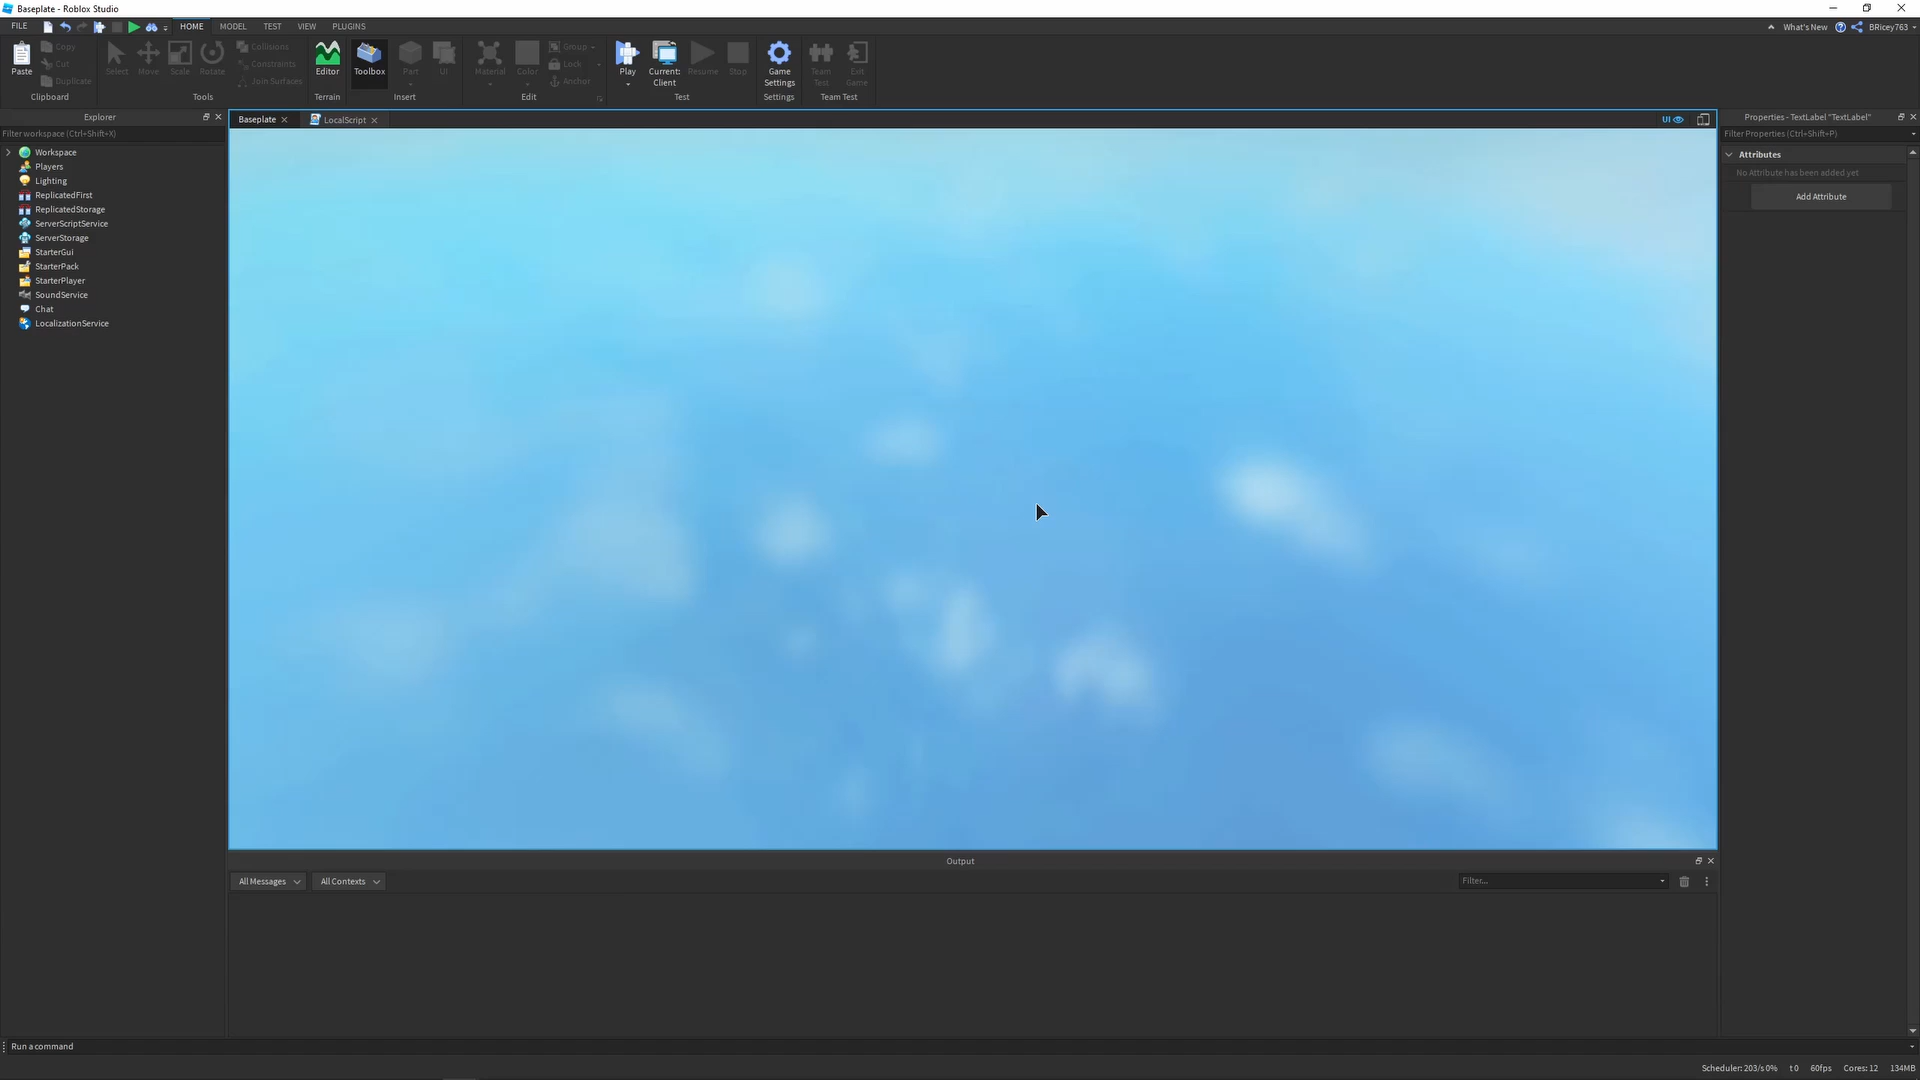 Baseplate - Roblox Studio
FILE
HOME
MODEL
TEST
VIEW
PLUGINS
What's New
BRicey763
Paste
Copy
Cut
Duplicate
Clipboard
Select
Move
Scale
Rotate
Collisions
Constraints
Join Surfaces
Tools
Editor
Terrain
Toolbox
Part
UI
Insert
Material
Color
Group
Lock
Anchor
Edit
Play
Current:
Client
Resume
Stop
Test
Game
Settings
Settings
Team
Test
Exit
Game
Team Test
Explorer
Filter workspace (Ctrl+Shift+X)
Workspace
Players
Lighting
ReplicatedFirst
ReplicatedStorage
ServerScriptService
ServerStorage
StarterGui
StarterPack
StarterPlayer
SoundService
Chat
LocalizationService
Baseplate
LocalScript
UI
Properties - TextLabel "TextLabel"
Filter Properties (Ctrl+Shift+P)
Attributes
No Attribute has been added yet
Add Attribute
Output
All Messages
All Contexts
Filter...
Run a command
Scheduler: 203/s 0%
t 0
60fps
Cores: 12
134MB